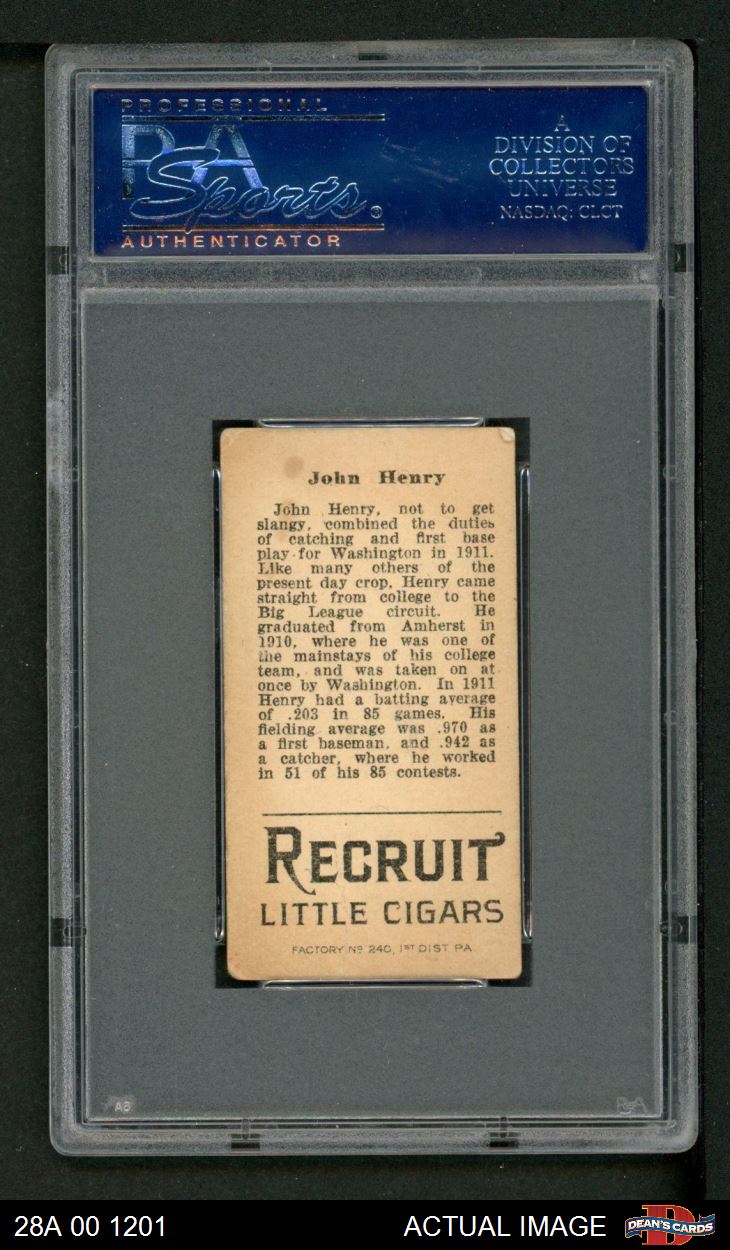 PROFESSIONAL
PSA
Sports®
AUTHENTICATOR
A
DIVISION OF
COLLECTORS
UNIVERSE
NASDAQ: CLCT
John Henry
John Henry, not to get
slangy, combined the duties
of catching and first base
play for Washington in 1911.
Like many others of the
present day crop, Henry came
straight from college to the
Big League circuit. He
graduated from Amherst in
1910, where he was one of
the mainstays of his college
team, and was taken on at
once by Washington. In 1911
Henry had a batting average
of .203 in 85 games. His
fielding average was .970 as
a first baseman, and .942 as
a catcher, where he worked
in 51 of his 85 contests.
RECRUIT
LITTLE CIGARS
FACTORY Nº 240, 1ST DIST PA
PSA
28A 00 1201
ACTUAL IMAGE
D
DEAN'S CARDS